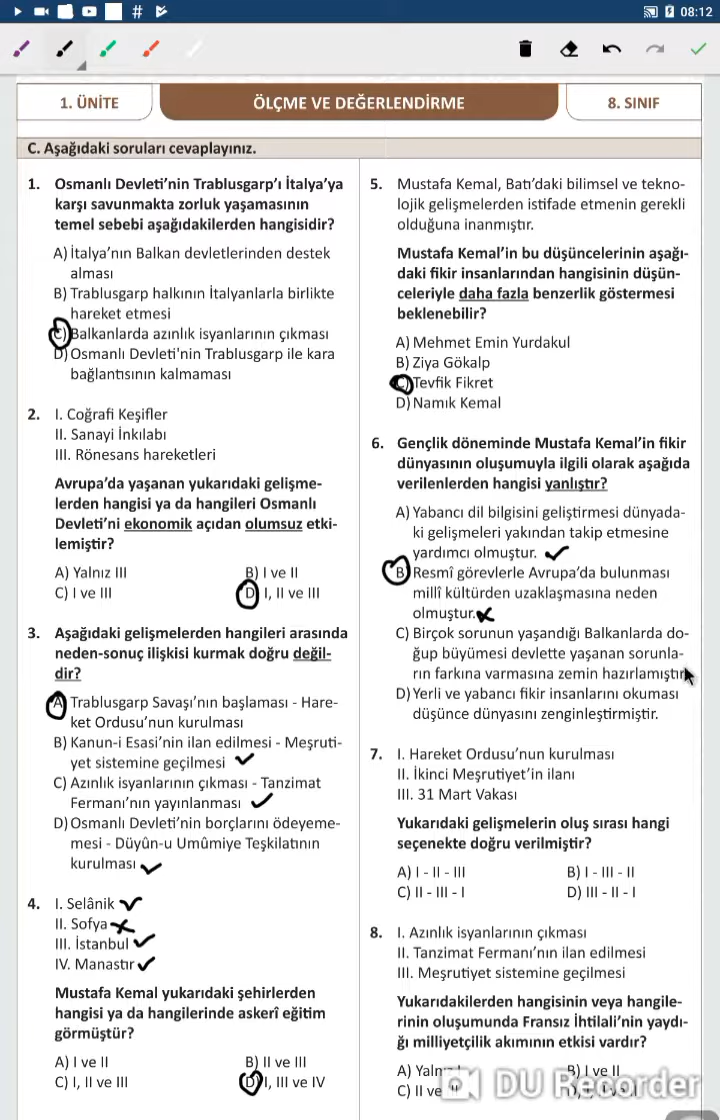 08:12
1. ÜNİTE
ÖLÇME VE DEĞERLENDİRME
8. SINIF
C. Aşağıdaki soruları cevaplayınız.
1. Osmanlı Devleti’nin Trablusgarp’ı İtalya’ya
karşı savunmakta zorluk yaşamasının
temel sebebi aşağıdakilerden hangisidir?
A) İtalya’nın Balkan devletlerinden destek
alması
B) Trablusgarp halkının İtalyanlarla birlikte
hareket etmesi
C) Balkanlarda azınlık isyanlarının çıkması
D) Osmanlı Devleti'nin Trablusgarp ile kara
bağlantısının kalmaması
2. I. Coğrafi Keşifler
II. Sanayi İnkılabı
III. Rönesans hareketleri
Avrupa’da yaşanan yukarıdaki gelişme-
lerden hangisi ya da hangileri Osmanlı
Devleti’ni ekonomik açıdan olumsuz etki-
lemiştir?
A) Yalnız III
B) I ve II
C) I ve III
D) I, II ve III
3. Aşağıdaki gelişmelerden hangileri arasında
neden-sonuç ilişkisi kurmak doğru değil-
dir?
A) Trablusgarp Savaşı’nın başlaması - Hare-
ket Ordusu’nun kurulması
B) Kanun-i Esasi’nin ilan edilmesi - Meşruti-
yet sistemine geçilmesi
C) Azınlık isyanlarının çıkması - Tanzimat
Fermanı’nın yayınlanması
D) Osmanlı Devleti’nin borçlarını ödeyeme-
mesi - Düyûn-u Umûmiye Teşkilatının
kurulması
4. I. Selânik
II. Sofya
III. İstanbul
IV. Manastır
Mustafa Kemal yukarıdaki şehirlerden
hangisi ya da hangilerinde askerî eğitim
görmüştür?
A) I ve II
B) II ve III
C) I, II ve III
D) I, III ve IV
5. Mustafa Kemal, Batı’daki bilimsel ve tekno-
lojik gelişmelerden istifade etmenin gerekli
olduğuna inanmıştır.
Mustafa Kemal’in bu düşüncelerinin aşağı-
daki fikir insanlarından hangisinin düşün-
celeriyle daha fazla benzerlik göstermesi
beklenebilir?
A) Mehmet Emin Yurdakul
B) Ziya Gökalp
C) Tevfik Fikret
D) Namık Kemal
6. Gençlik döneminde Mustafa Kemal’in fikir
dünyasının oluşumuyla ilgili olarak aşağıda
verilenlerden hangisi yanlıştır?
A) Yabancı dil bilgisini geliştirmesi dünyada-
ki gelişmeleri yakından takip etmesine
yardımcı olmuştur.
B) Resmî görevlerle Avrupa’da bulunması
millî kültürden uzaklaşmasına neden
olmuştur.
C) Birçok sorunun yaşandığı Balkanlarda do-
ğup büyümesi devlette yaşanan sorunla-
rın farkına varmasına zemin hazırlamıştır
D) Yerli ve yabancı fikir insanlarını okuması
düşünce dünyasını zenginleştirmiştir.
7. I. Hareket Ordusu’nun kurulması
II. İkinci Meşrutiyet’in ilanı
III. 31 Mart Vakası
Yukarıdaki gelişmelerin oluş sırası hangi
seçenekte doğru verilmiştir?
A) I - II - III
B) I - III - II
C) II - III - I
D) III - II - I
8. I. Azınlık isyanlarının çıkması
II. Tanzimat Fermanı’nın ilan edilmesi
III. Meşrutiyet sistemine geçilmesi
Yukarıdakilerden hangisinin veya hangile-
rinin oluşumunda Fransız İhtilali’nin yaydı-
ğı milliyetçilik akımının etkisi vardır?
A)
B) I ve II
C) II ve
DU Recorder